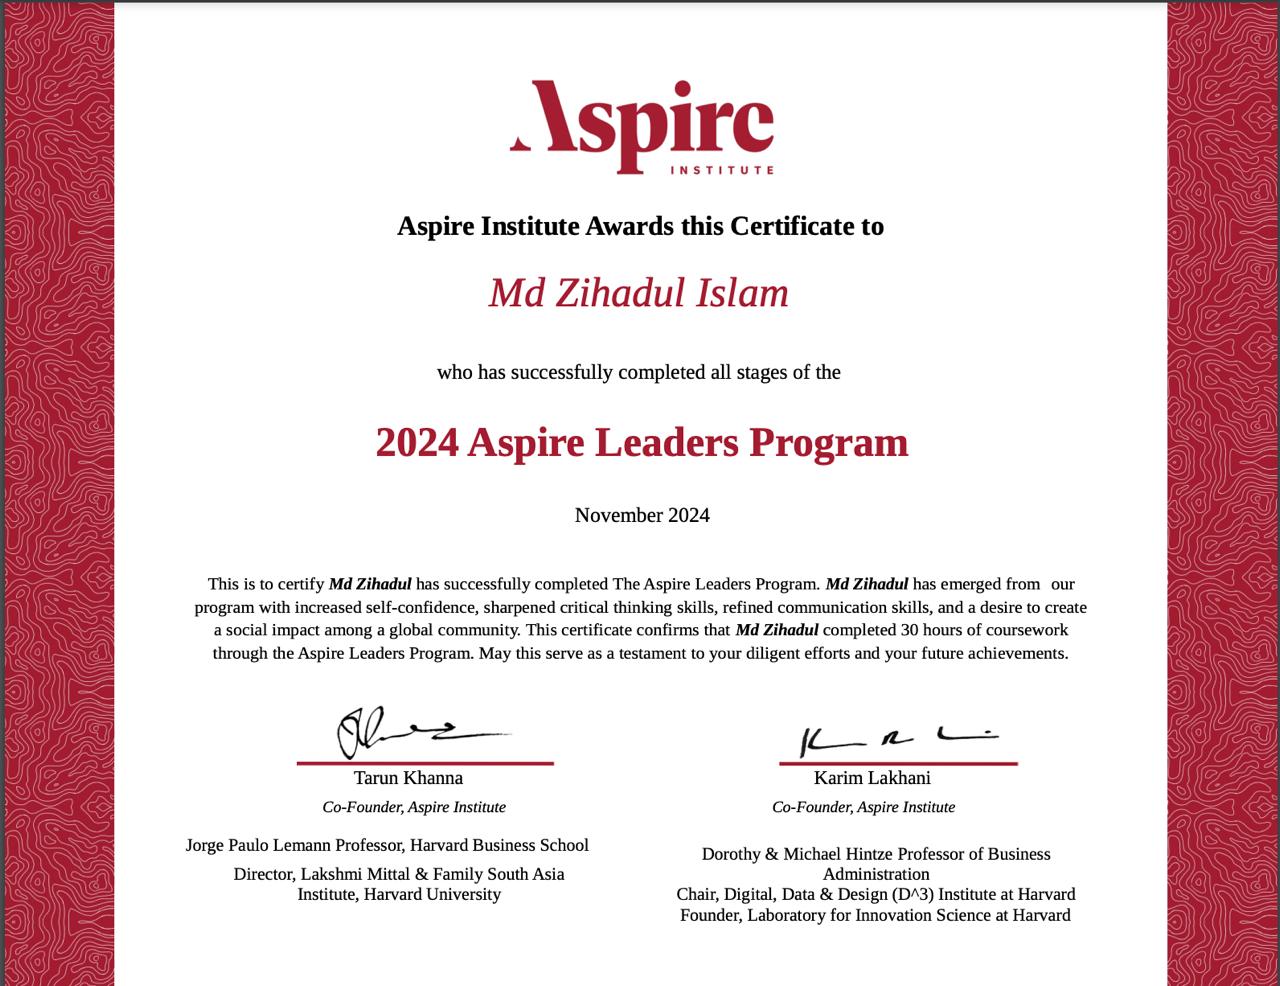 Aspire
INSTITUTE
Aspire Institute Awards this Certificate to
Md Zihadul Islam
who has successfully completed all stages of the
2024 Aspire Leaders Program
November 2024
This is to certify Md Zihadul has successfully completed The Aspire Leaders Program. Md Zihadul has emerged from our
program with increased self-confidence, sharpened critical thinking skills, refined communication skills, and a desire to create
a social impact among a global community. This certificate confirms that Md Zihadul completed 30 hours of coursework
through the Aspire Leaders Program. May this serve as a testament to your diligent efforts and your future achievements.
Tarun Khanna
Co-Founder, Aspire Institute
Jorge Paulo Lemann Professor, Harvard Business School
Director, Lakshmi Mittal & Family South Asia
Institute, Harvard University
Karim Lakhani
Co-Founder, Aspire Institute
Dorothy & Michael Hintze Professor of Business
Administration
Chair, Digital, Data & Design (D^3) Institute at Harvard
Founder, Laboratory for Innovation Science at Harvard